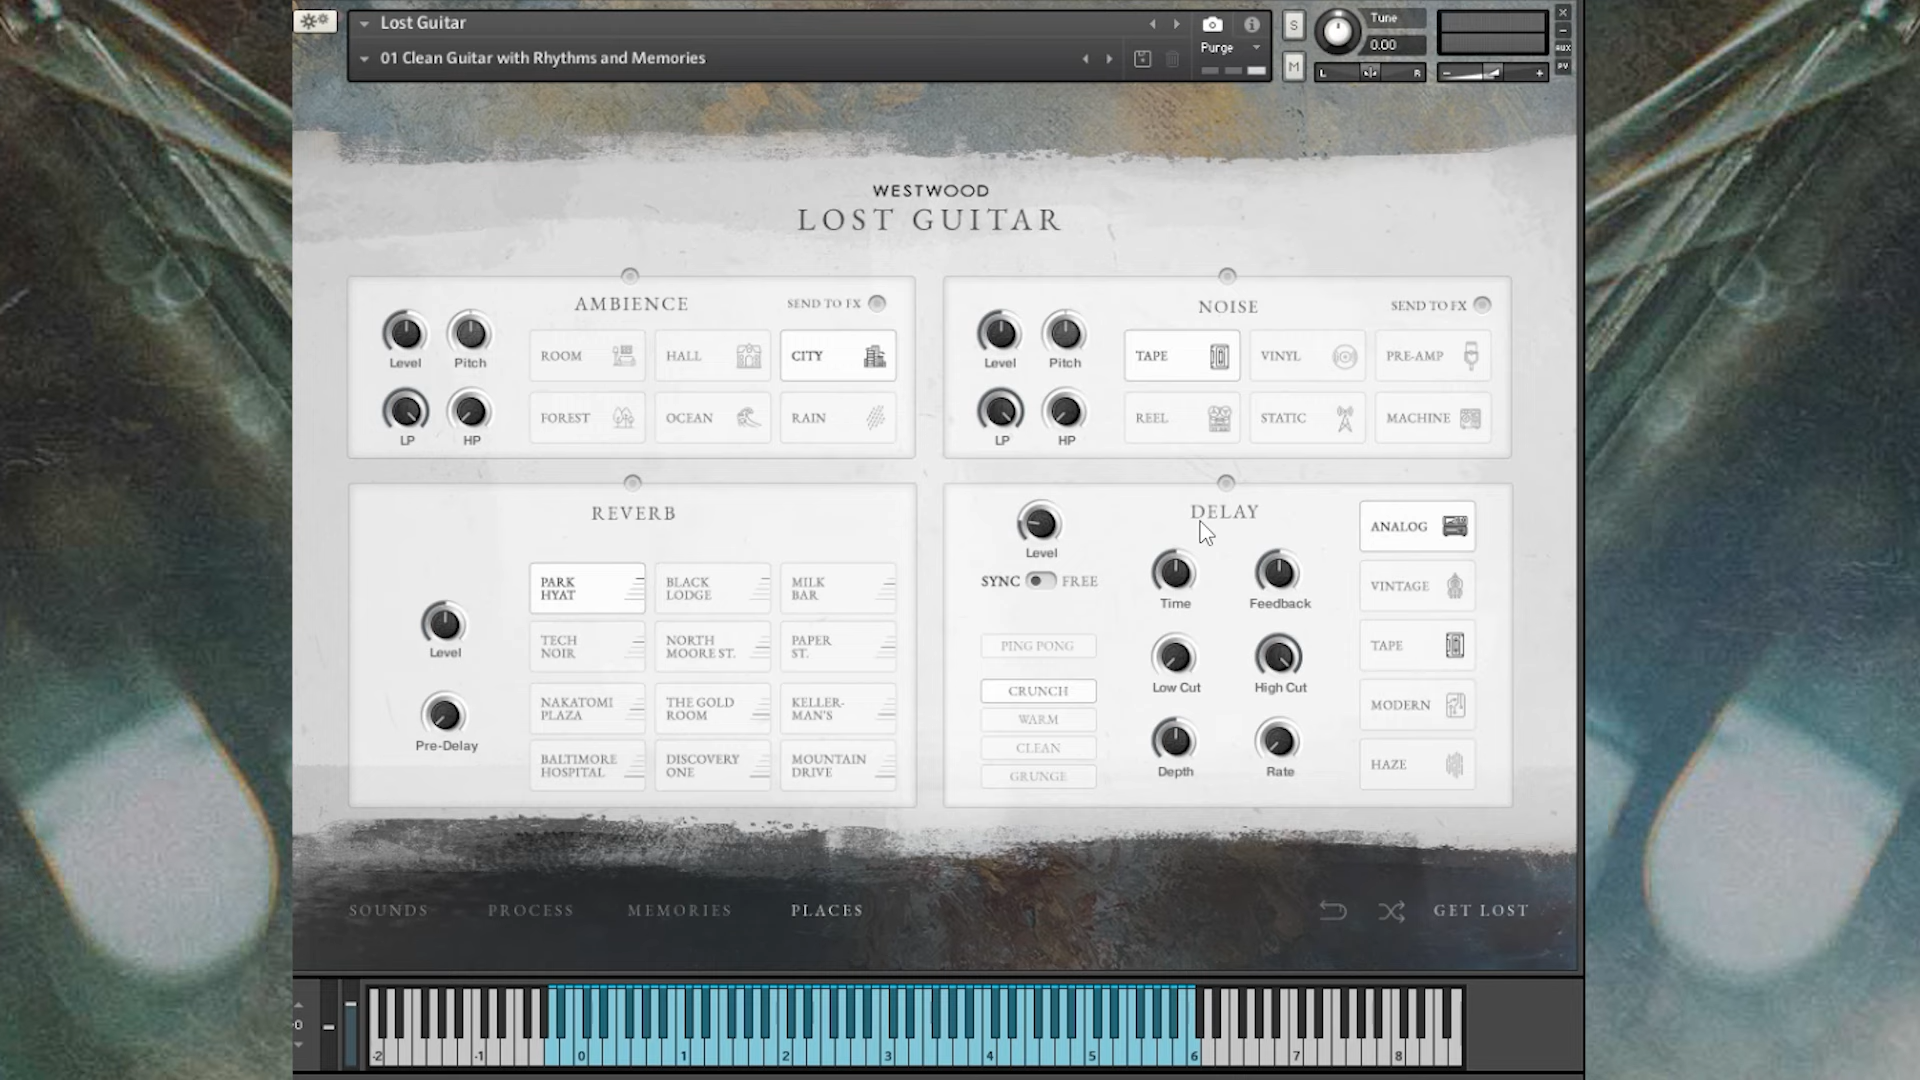 Lost Guitar
01 Clean Guitar with Rhythms and Memories
Purge
S
M
Tune
0.00
L R
- +
AUX
PV
WESTWOOD
LOST GUITAR
AMBIENCE
SEND TO FX
Level
Pitch
LP
HP
ROOM
HALL
CITY
FOREST
OCEAN
RAIN
NOISE
SEND TO FX
Level
Pitch
LP
HP
TAPE
VINYL
PRE-AMP
REEL
STATIC
MACHINE
REVERB
Level
Pre-Delay
PARK
HYAT
BLACK
LODGE
MILK
BAR
TECH
NOIR
NORTH
MOORE ST.
PAPER
ST.
NAKATOMI
PLAZA
THE GOLD
ROOM
KELLER-
MAN'S
BALTIMORE
HOSPITAL
DISCOVERY
ONE
MOUNTAIN
DRIVE
DELAY
Level
SYNC FREE
PING PONG
CRUNCH
WARM
CLEAN
GRUNGE
Time
Feedback
Low Cut
High Cut
Depth
Rate
ANALOG
VINTAGE
TAPE
MODERN
HAZE
SOUNDS PROCESS MEMORIES PLACES
GET LOST
-2 -1 0 1 2 3 4 5 6 7 8